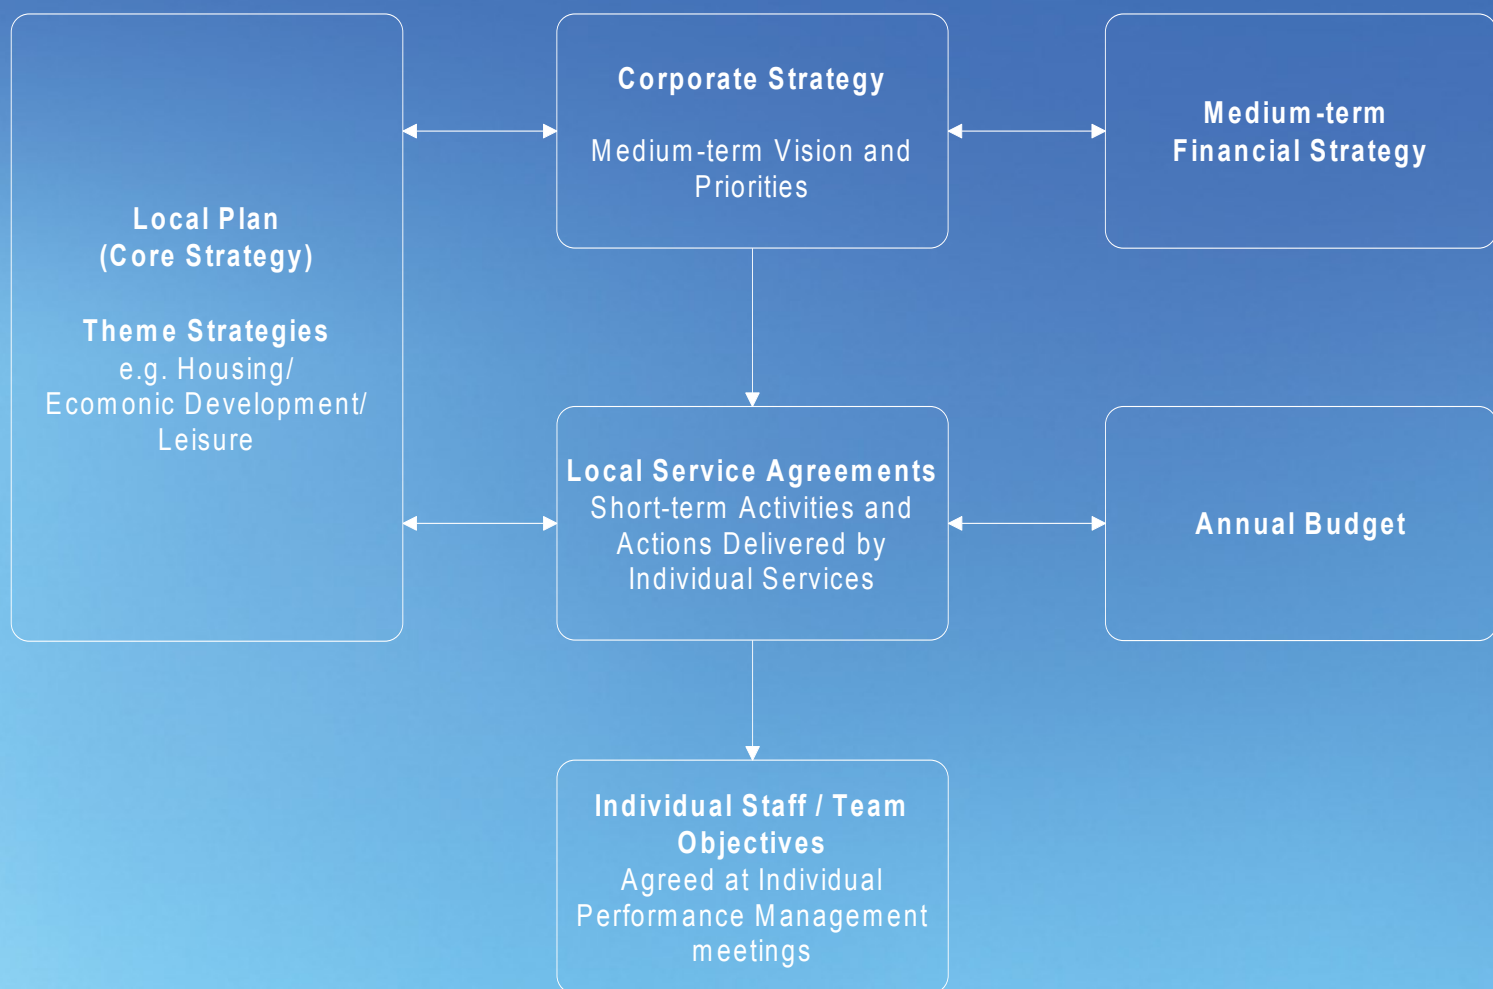 Corporate Strategy
Medium-term Vision and
Priorities
Medium-term
Financial Strategy
Local Plan
(Core Strategy)
Theme Strategies
e.g. Housing/
Ecomonic Development/
Leisure
Local Service Agreements
Short-term Activities and
Actions Delivered by
Individual Services
Annual Budget
Individual Staff / Team
Objectives
Agreed at Individual
Performance Management
meetings